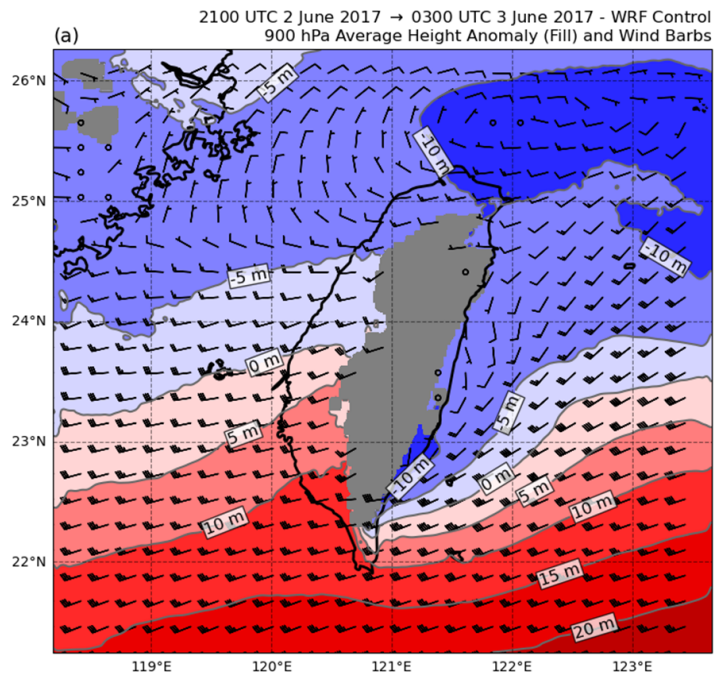 2100 UTC 2 June 2017 → 0300 UTC 3 June 2017 - WRF Control
(a) 900 hPa Average Height Anomaly (Fill) and Wind Barbs
26°N
-5 m
-10 m
25°N
-10 m
-5 m
24°N
0 m
-5 m
5 m
23°N
-10 m
0 m
5 m
10 m
10 m
22°N
15 m
20 m
119°E 120°E 121°E 122°E 123°E